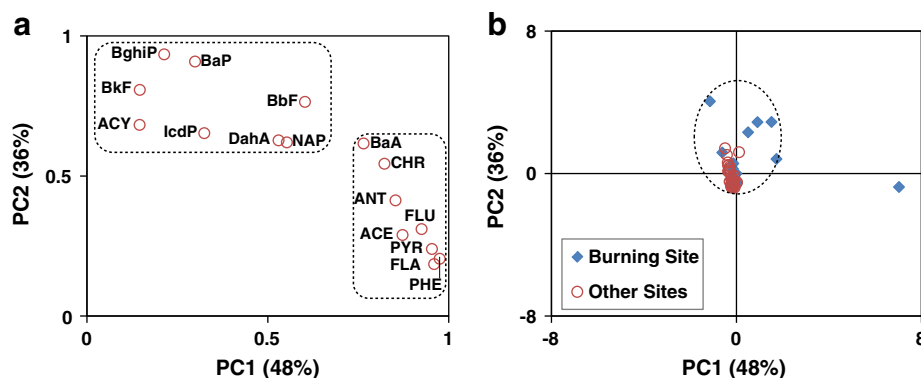 a
1
0.5
0
PC2 (36%)
BghiP
BaP
BkF
BbF
ACY
IcdP
DahA
NAP
BaA
CHR
ANT
FLU
ACE
PYR
FLA
PHE
0
0.5
1
PC1 (48%)
b
8
0
-8
PC2 (36%)
Burning Site
Other Sites
-8
0
8
PC1 (48%)